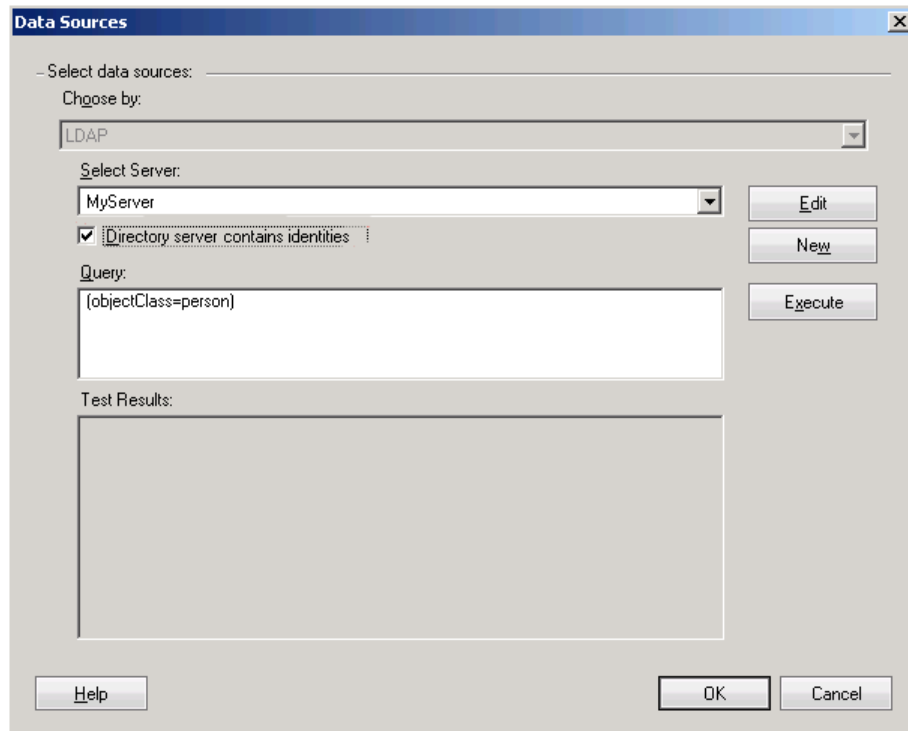 Data Sources
Select data sources:
Choose by:
LDAP
Select Server:
MyServer
Edit
Directory server contains identities
New
Query:
(objectClass=person)
Execute
Test Results:
Help
OK
Cancel